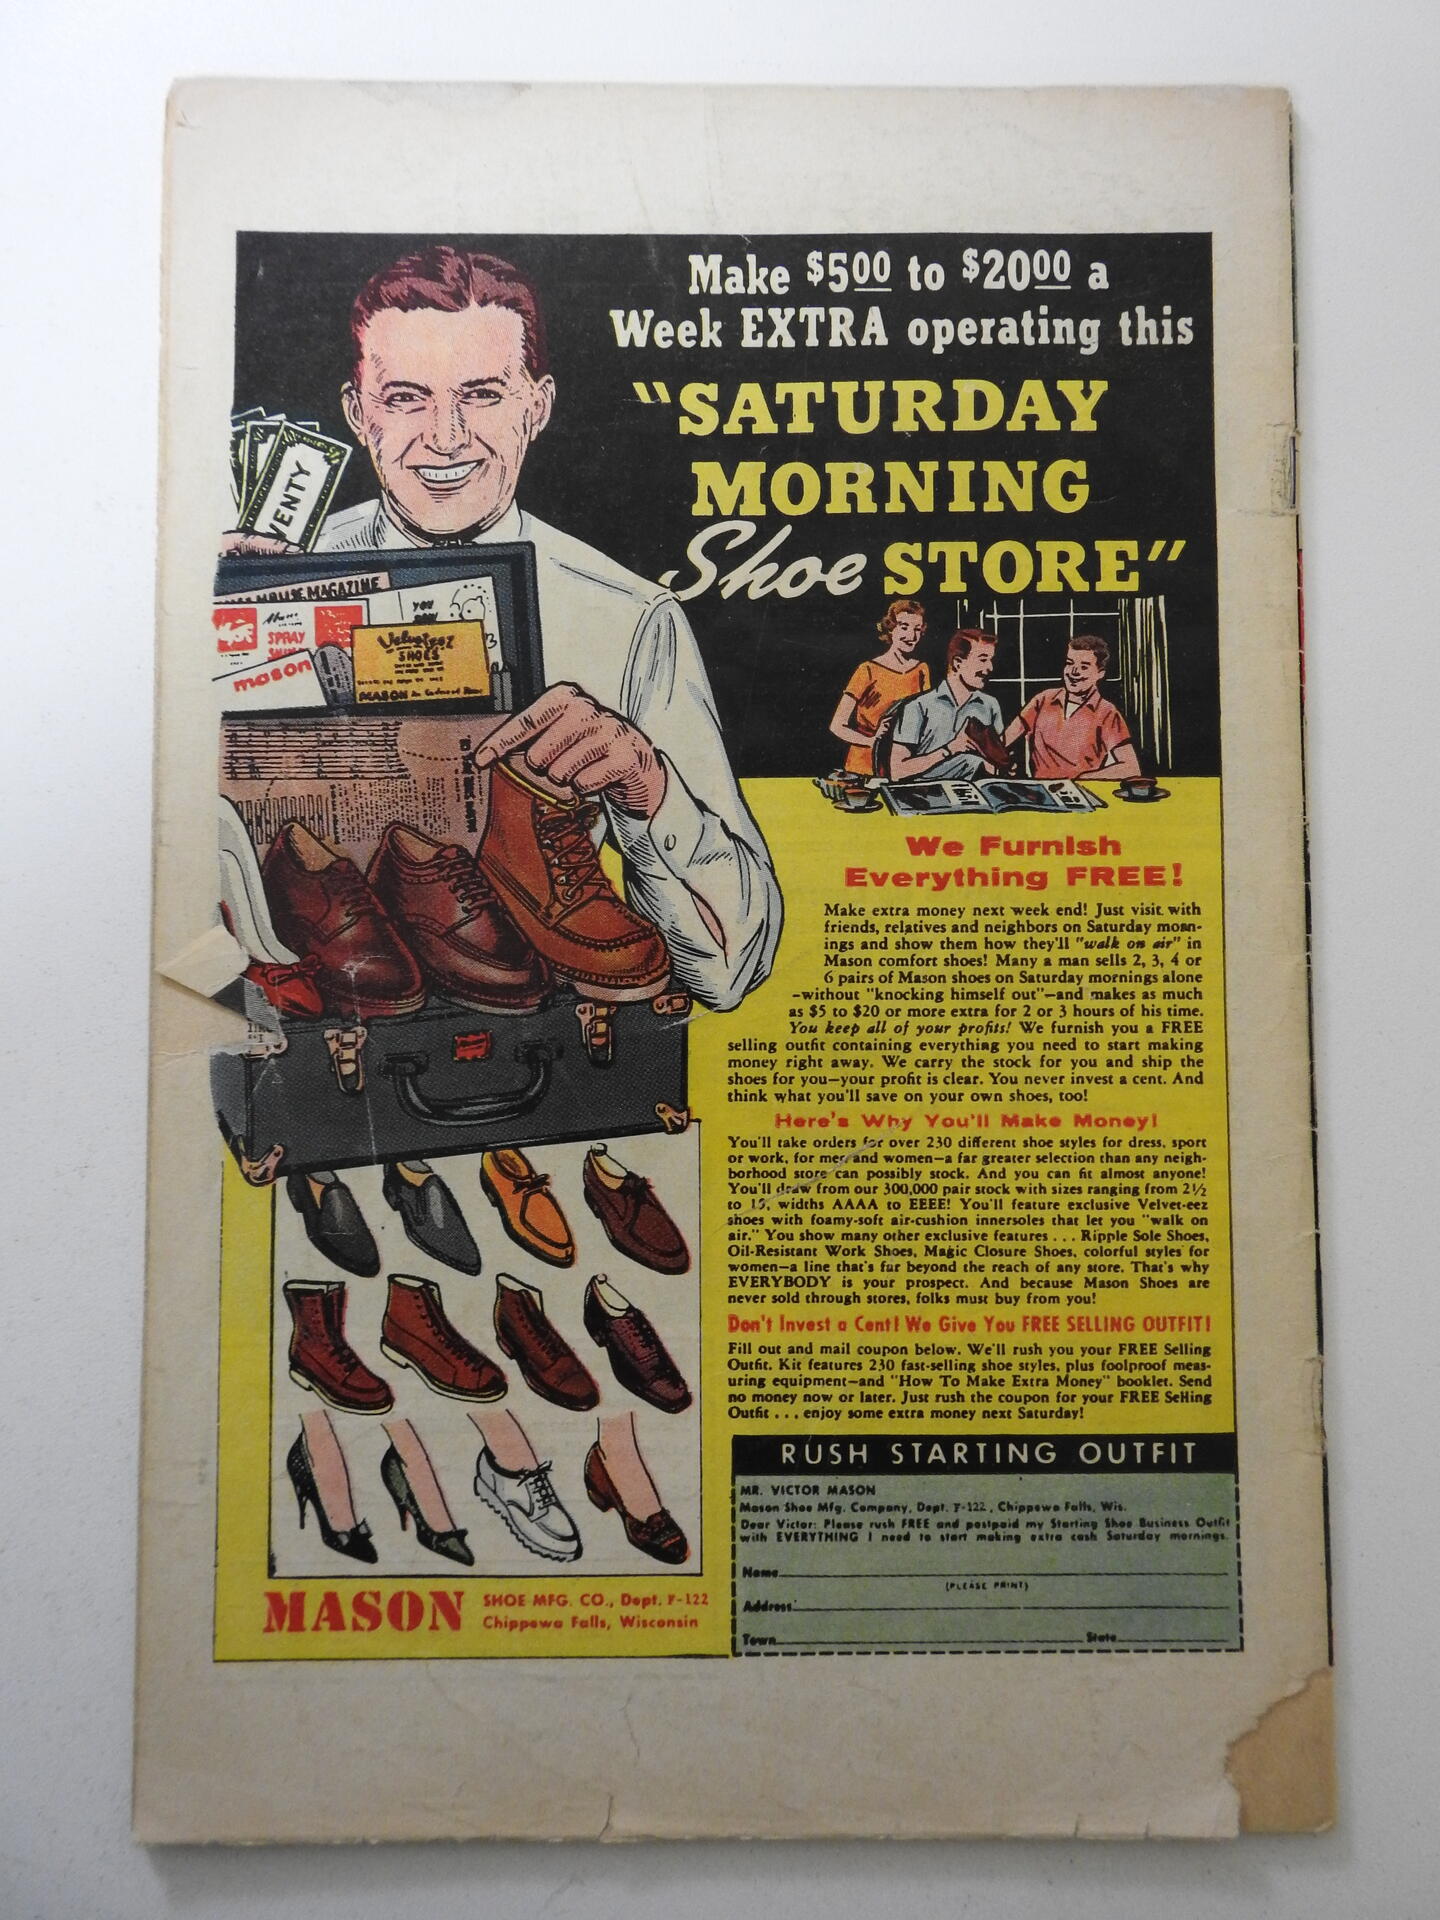 Make $5.00 to $20.00 a
Week EXTRA operating this
"SATURDAY
MORNING
Shoe STORE"
VENTY
MAGAZINE
SPRAY
mason
YOU
Velveteez
SHOES
MASON
We Furnish
Everything FREE!
Make extra money next week end! Just visit with
friends, relatives and neighbors on Saturday morn-
ings and show them how they'll "walk on air" in
Mason comfort shoes! Many a man sells 2, 3, 4 or
6 pairs of Mason shoes on Saturday mornings alone
—without "knocking himself out"—and makes as much
as $5 to $20 or more extra for 2 or 3 hours of his time.
You keep all of your profits! We furnish you a FREE
selling outfit containing everything you need to start making
money right away. We carry the stock for you and ship the
shoes for you—your profit is clear. You never invest a cent. And
think what you'll save on your own shoes, too!
Here's Why You'll Make Money!
You'll take orders for over 230 different shoe styles for dress, sport
or work, for men and women—a far greater selection than any neigh-
borhood store can possibly stock. And you can fit almost anyone!
You'll draw from our 300,000 pair stock with sizes ranging from 2½
to 15, widths AAAA to EEEE! You'll feature exclusive Velvet-eez
shoes with foamy-soft air-cushion innersoles that let you "walk on
air." You show many other exclusive features . . . Ripple Sole Shoes,
Oil-Resistant Work Shoes, Magic Closure Shoes, colorful styles for
women—a line that's far beyond the reach of any store. That's why
EVERYBODY is your prospect. And because Mason Shoes are
never sold through stores, folks must buy from you!
Don't Invest a Cent! We Give You FREE SELLING OUTFIT!
Fill out and mail coupon below. We'll rush you your FREE Selling
Outfit. Kit features 230 fast-selling shoe styles, plus foolproof meas-
uring equipment—and "How To Make Extra Money" booklet. Send
no money now or later. Just rush the coupon for your FREE Selling
Outfit . . . enjoy some extra money next Saturday!
RUSH STARTING OUTFIT
MR. VICTOR MASON
Mason Shoe Mfg. Company, Dept. F-122, Chippewa Falls, Wis.
Dear Victor: Please rush FREE and postpaid my Starting Shoe Business Outfit
with EVERYTHING I need to start making extra cash Saturday mornings.
Name
(PLEASE PRINT)
Address
Town State
MASON SHOE MFG. CO., Dept. F-122
Chippewa Falls, Wisconsin